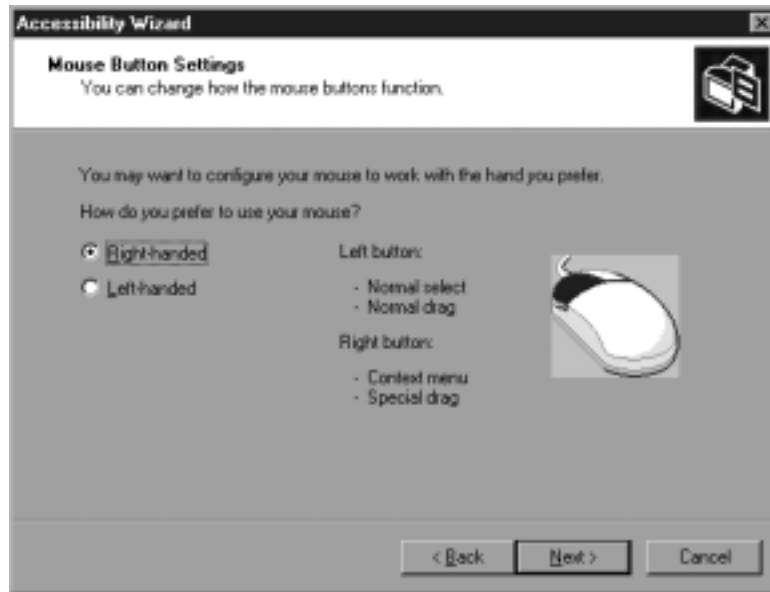 Accessibility Wizard
Mouse Button Settings
You can change how the mouse buttons function.
You may want to configure your mouse to work with the hand you prefer.
How do you prefer to use your mouse?
Right-handed
Left-handed
Left button:
- Normal select
- Normal drag
Right button:
- Context menu
- Special drag
< Back
Next >
Cancel